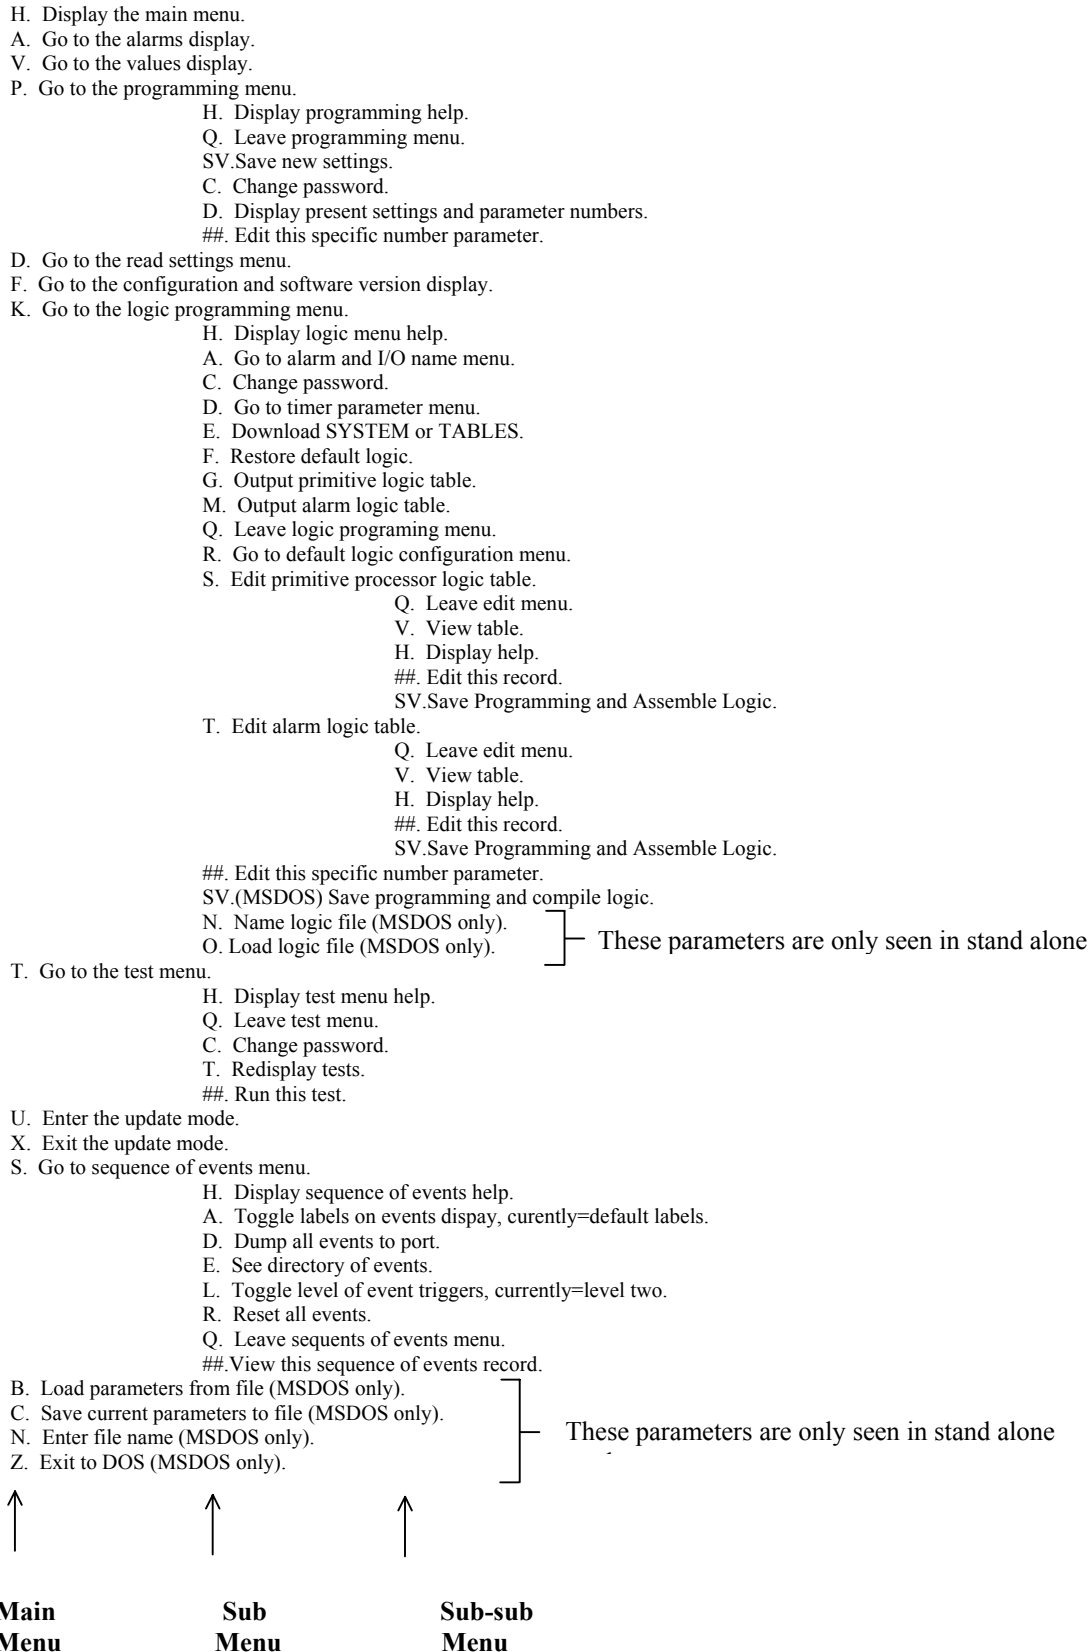 H. Display the main menu.
A. Go to the alarms display.
V. Go to the values display.
P. Go to the programming menu.
H. Display programming help.
Q. Leave programming menu.
SV.Save new settings.
C. Change password.
D. Display present settings and parameter numbers.
##. Edit this specific number parameter.
D. Go to the read settings menu.
F. Go to the configuration and software version display.
K. Go to the logic programming menu.
H. Display logic menu help.
A. Go to alarm and I/O name menu.
C. Change password.
D. Go to timer parameter menu.
E. Download SYSTEM or TABLES.
F. Restore default logic.
G. Output primitive logic table.
M. Output alarm logic table.
Q. Leave logic programing menu.
R. Go to default logic configuration menu.
S. Edit primitive processor logic table.
Q. Leave edit menu.
V. View table.
H. Display help.
##. Edit this record.
SV.Save Programming and Assemble Logic.
T. Edit alarm logic table.
Q. Leave edit menu.
V. View table.
H. Display help.
##. Edit this record.
SV.Save Programming and Assemble Logic.
##. Edit this specific number parameter.
SV.(MSDOS) Save programming and compile logic.
N. Name logic file (MSDOS only).
O. Load logic file (MSDOS only).
These parameters are only seen in stand alone
T. Go to the test menu.
H. Display test menu help.
Q. Leave test menu.
C. Change password.
T. Redisplay tests.
##. Run this test.
U. Enter the update mode.
X. Exit the update mode.
S. Go to sequence of events menu.
H. Display sequence of events help.
A. Toggle labels on events dispay, curently=default labels.
D. Dump all events to port.
E. See directory of events.
L. Toggle level of event triggers, currently=level two.
R. Reset all events.
Q. Leave sequents of events menu.
##.View this sequence of events record.
B. Load parameters from file (MSDOS only).
C. Save current parameters to file (MSDOS only).
N. Enter file name (MSDOS only).
Z. Exit to DOS (MSDOS only).
These parameters are only seen in stand alone
Main Sub Sub-sub
Menu Menu Menu